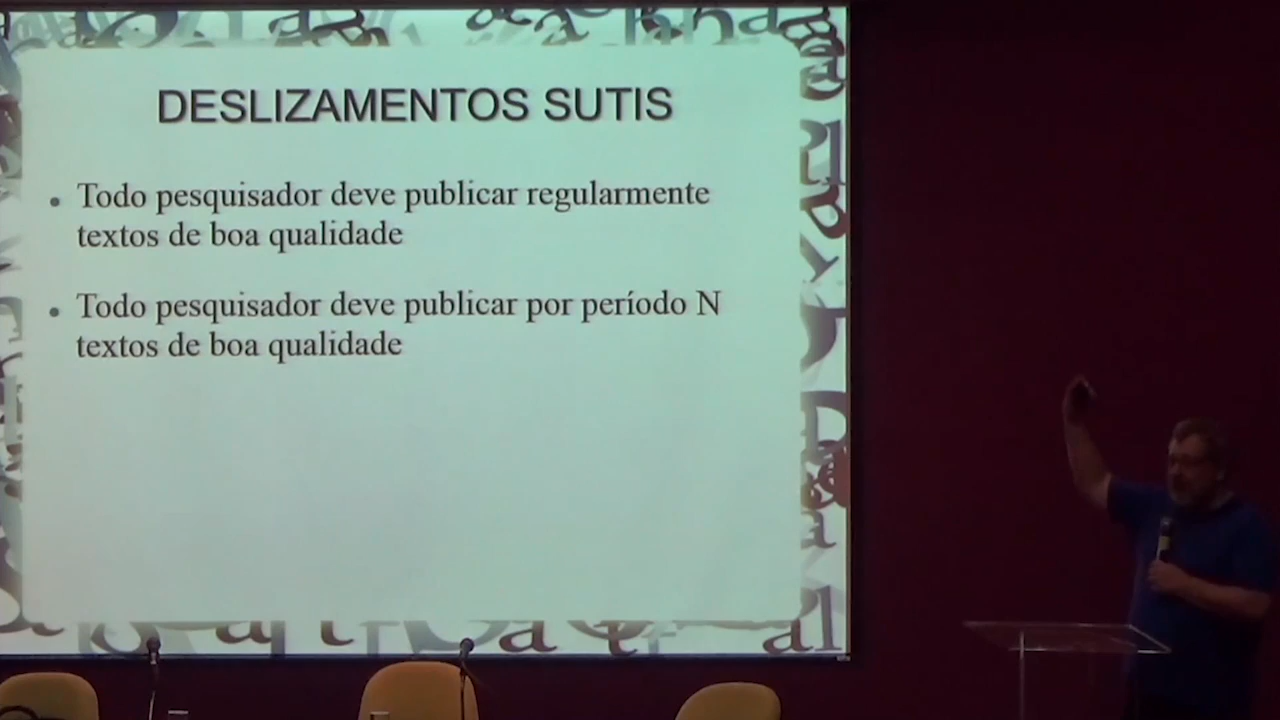 DESLIZAMENTOS SUTIS
• Todo pesquisador deve publicar regularmente
textos de boa qualidade
• Todo pesquisador deve publicar por período N
textos de boa qualidade